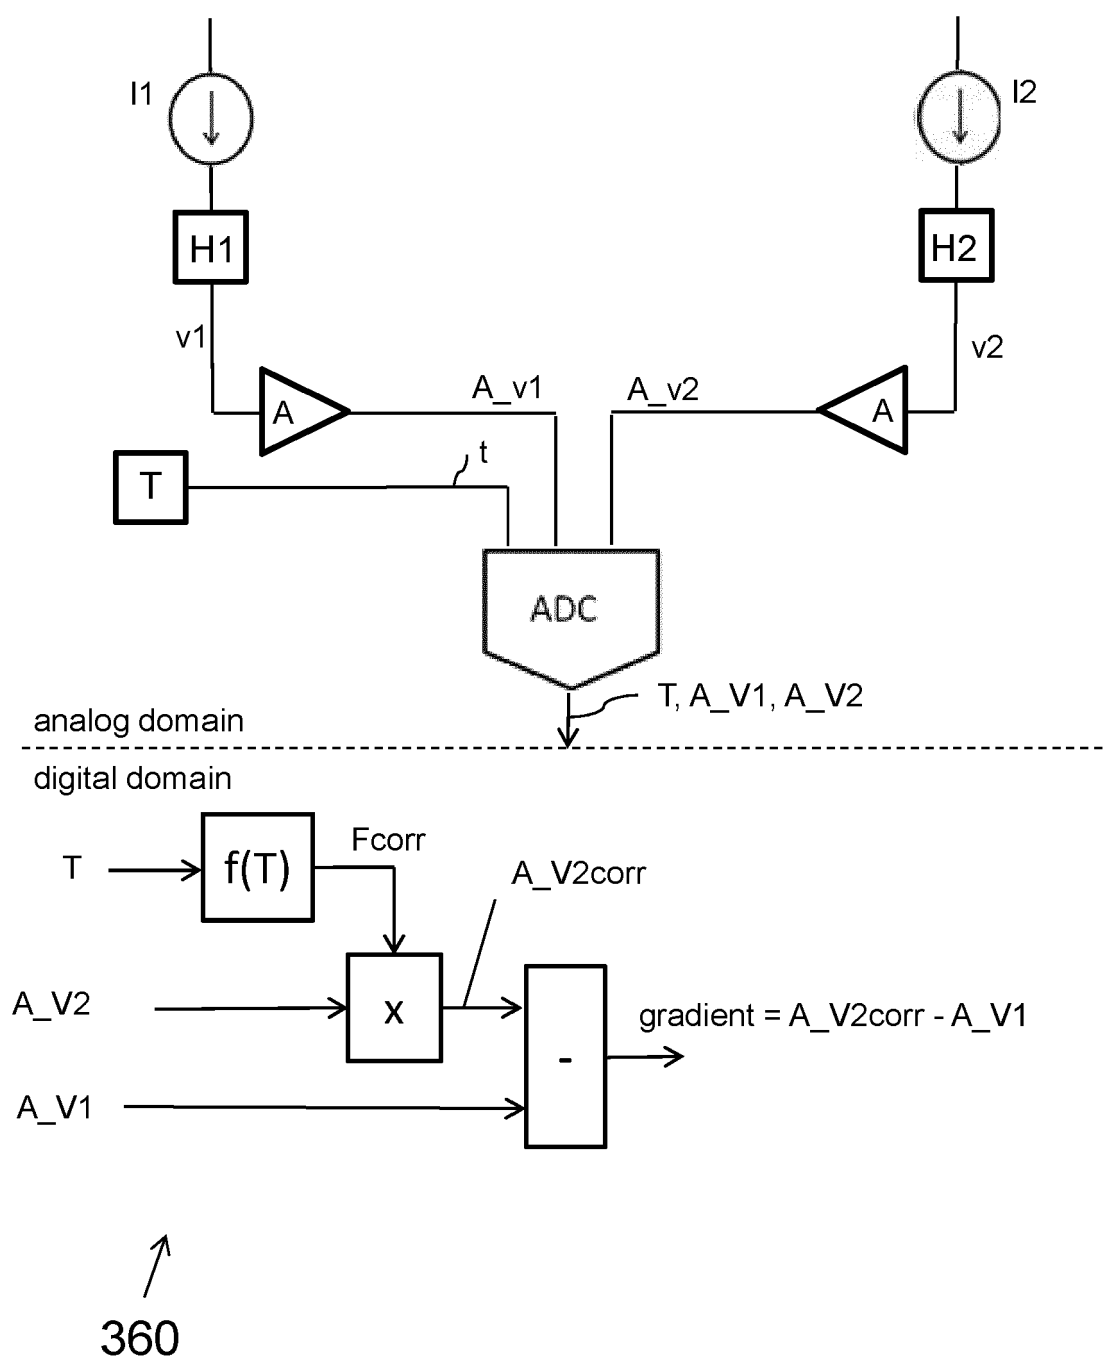 I1
I2
H1
H2
v1
v2
A
A_v1
A_v2
A
T
t
ADC
T, A_V1, A_V2
analog domain
digital domain
T
f(T)
Fcorr
A_V2corr
A_V2
x
-
gradient = A_V2corr - A_V1
A_V1
360